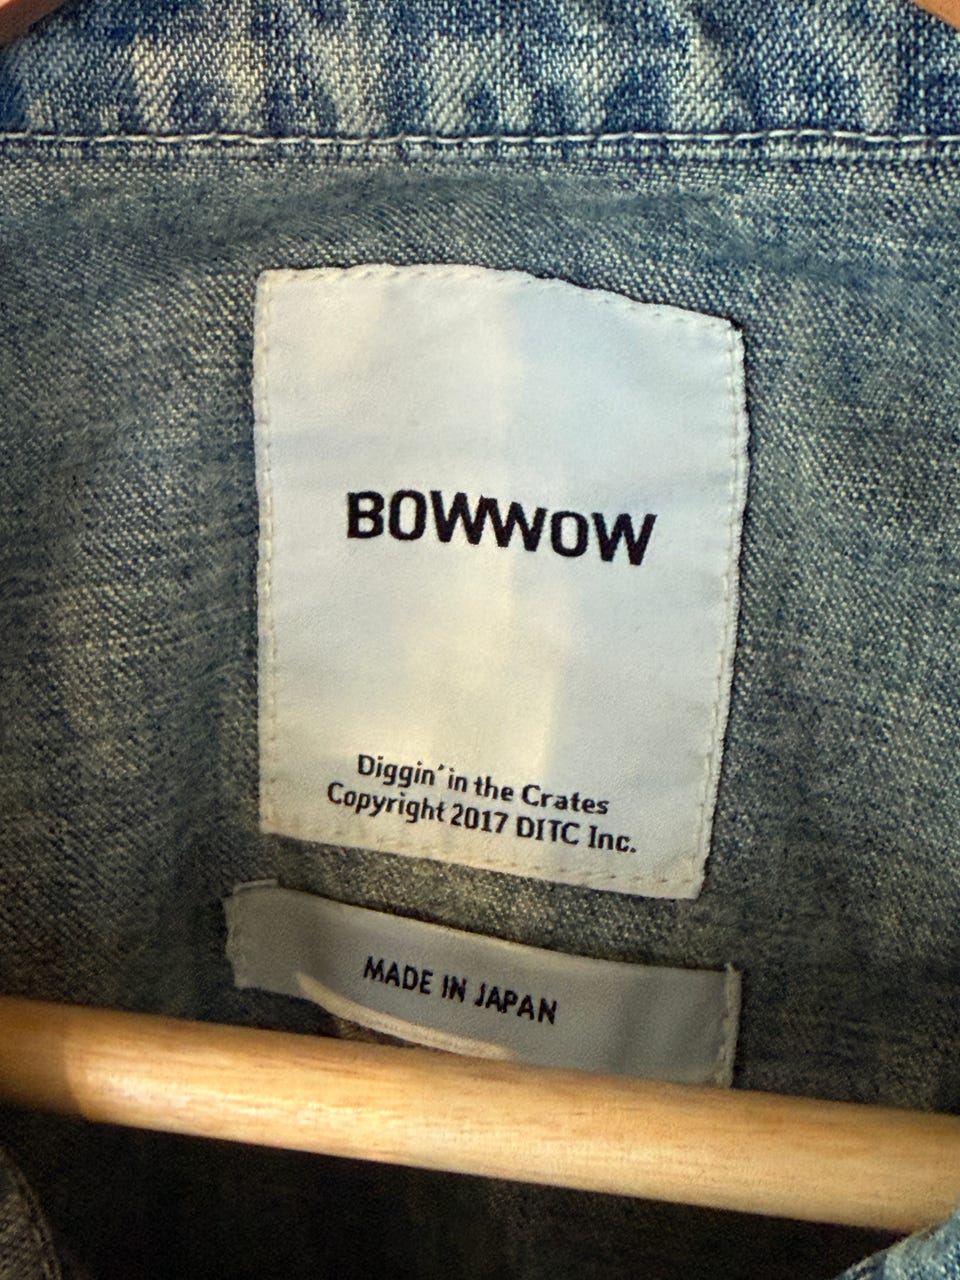 BOWWOW
Diggin' in the Crates
Copyright 2017 DITC Inc.
MADE IN JAPAN